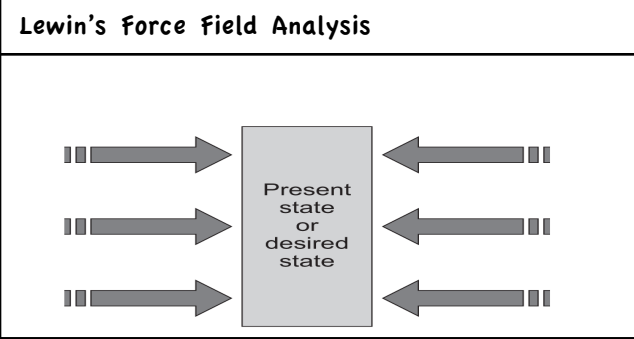 Lewin's Force Field Analysis
Present
state
or
desired
state